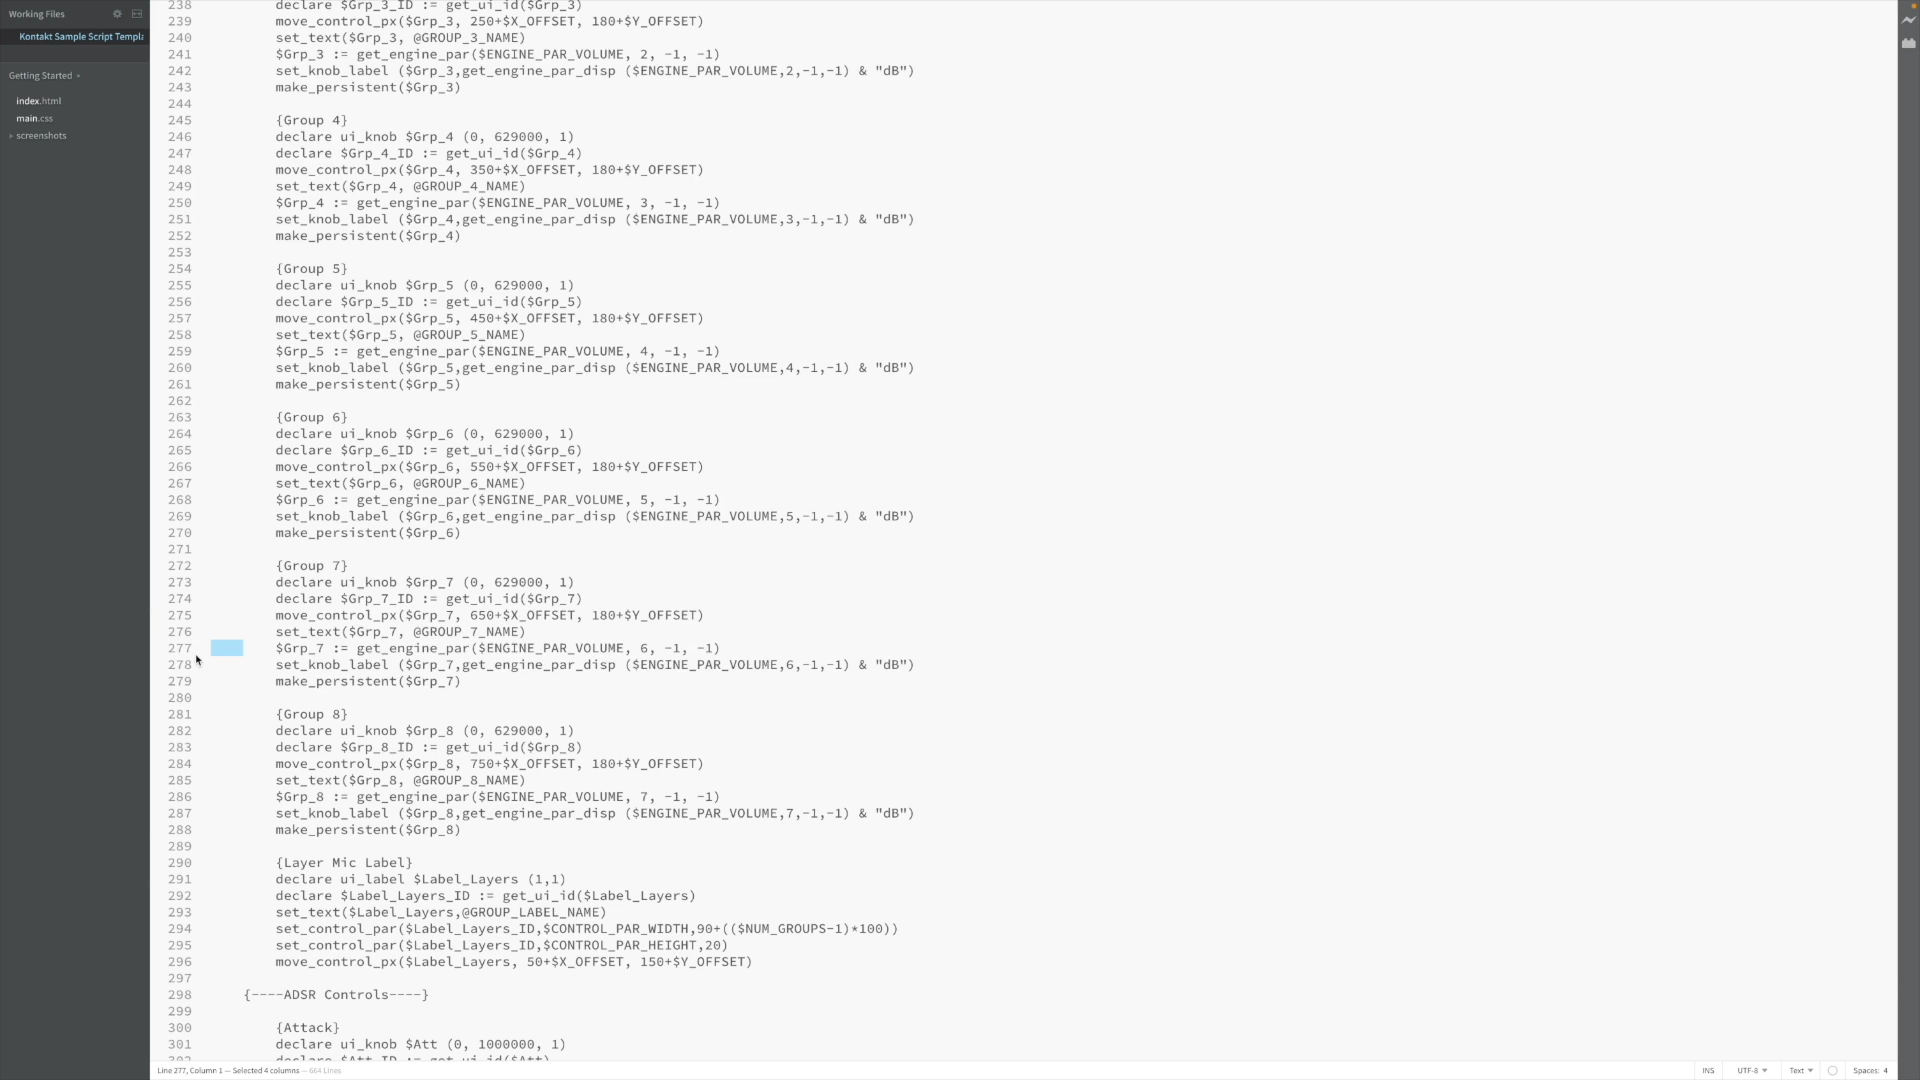 Working Files
Kontakt Sample Script Templa
Getting Started
index.html
main.css
screenshots
238 declare $Grp_3_ID := get_ui_id($Grp_3)
239 move_control_px($Grp_3, 250+$X_OFFSET, 180+$Y_OFFSET)
240 set_text($Grp_3, @GROUP_3_NAME)
241 $Grp_3 := get_engine_par($ENGINE_PAR_VOLUME, 2, -1, -1)
242 set_knob_label ($Grp_3,get_engine_par_disp ($ENGINE_PAR_VOLUME,2,-1,-1) & "dB")
243 make_persistent($Grp_3)
244
245 {Group 4}
246 declare ui_knob $Grp_4 (0, 629000, 1)
247 declare $Grp_4_ID := get_ui_id($Grp_4)
248 move_control_px($Grp_4, 350+$X_OFFSET, 180+$Y_OFFSET)
249 set_text($Grp_4, @GROUP_4_NAME)
250 $Grp_4 := get_engine_par($ENGINE_PAR_VOLUME, 3, -1, -1)
251 set_knob_label ($Grp_4,get_engine_par_disp ($ENGINE_PAR_VOLUME,3,-1,-1) & "dB")
252 make_persistent($Grp_4)
253
254 {Group 5}
255 declare ui_knob $Grp_5 (0, 629000, 1)
256 declare $Grp_5_ID := get_ui_id($Grp_5)
257 move_control_px($Grp_5, 450+$X_OFFSET, 180+$Y_OFFSET)
258 set_text($Grp_5, @GROUP_5_NAME)
259 $Grp_5 := get_engine_par($ENGINE_PAR_VOLUME, 4, -1, -1)
260 set_knob_label ($Grp_5,get_engine_par_disp ($ENGINE_PAR_VOLUME,4,-1,-1) & "dB")
261 make_persistent($Grp_5)
262
263 {Group 6}
264 declare ui_knob $Grp_6 (0, 629000, 1)
265 declare $Grp_6_ID := get_ui_id($Grp_6)
266 move_control_px($Grp_6, 550+$X_OFFSET, 180+$Y_OFFSET)
267 set_text($Grp_6, @GROUP_6_NAME)
268 $Grp_6 := get_engine_par($ENGINE_PAR_VOLUME, 5, -1, -1)
269 set_knob_label ($Grp_6,get_engine_par_disp ($ENGINE_PAR_VOLUME,5,-1,-1) & "dB")
270 make_persistent($Grp_6)
271
272 {Group 7}
273 declare ui_knob $Grp_7 (0, 629000, 1)
274 declare $Grp_7_ID := get_ui_id($Grp_7)
275 move_control_px($Grp_7, 650+$X_OFFSET, 180+$Y_OFFSET)
276 set_text($Grp_7, @GROUP_7_NAME)
277 $Grp_7 := get_engine_par($ENGINE_PAR_VOLUME, 6, -1, -1)
278 set_knob_label ($Grp_7,get_engine_par_disp ($ENGINE_PAR_VOLUME,6,-1,-1) & "dB")
279 make_persistent($Grp_7)
280
281 {Group 8}
282 declare ui_knob $Grp_8 (0, 629000, 1)
283 declare $Grp_8_ID := get_ui_id($Grp_8)
284 move_control_px($Grp_8, 750+$X_OFFSET, 180+$Y_OFFSET)
285 set_text($Grp_8, @GROUP_8_NAME)
286 $Grp_8 := get_engine_par($ENGINE_PAR_VOLUME, 7, -1, -1)
287 set_knob_label ($Grp_8,get_engine_par_disp ($ENGINE_PAR_VOLUME,7,-1,-1) & "dB")
288 make_persistent($Grp_8)
289
290 {Layer Mic Label}
291 declare ui_label $Label_Layers (1,1)
292 declare $Label_Layers_ID := get_ui_id($Label_Layers)
293 set_text($Label_Layers,@GROUP_LABEL_NAME)
294 set_control_par($Label_Layers_ID,$CONTROL_PAR_WIDTH,90+(($NUM_GROUPS-1)*100))
295 set_control_par($Label_Layers_ID,$CONTROL_PAR_HEIGHT,20)
296 move_control_px($Label_Layers, 50+$X_OFFSET, 150+$Y_OFFSET)
297
298 {----ADSR Controls----}
299
300 {Attack}
301 declare ui_knob $Att (0, 1000000, 1)
302 declare $Att_ID := get_ui_id($Att)
Line 277, Column 1 — Selected 4 columns — 664 Lines
INS UTF-8 Text Spaces: 4